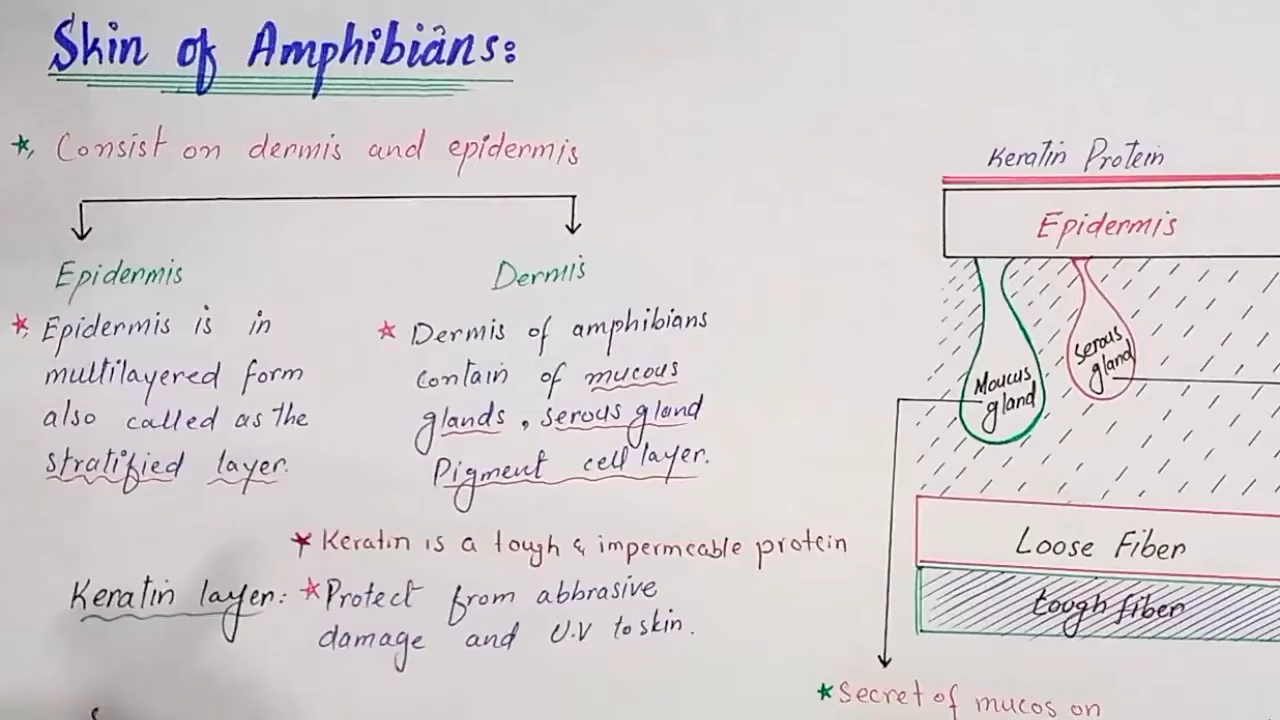 Skin of Amphibians:
*, Consist on dermis and epidermis
Epidermis
* Epidermis is in
multilayered form
also called as the
stratified layer.
Dermis
* Dermis of amphibians
contain of mucous
glands, serous gland
Pigment cell layer.
* Keratin is a tough & impermeable protein
Keratin layer: * Protect from abbrasive
damage and U.V to skin.
Keratin Protein
Epidermis
Moucus
gland
Serous
gland
Loose Fiber
tough fiber
* Secret of mucos on